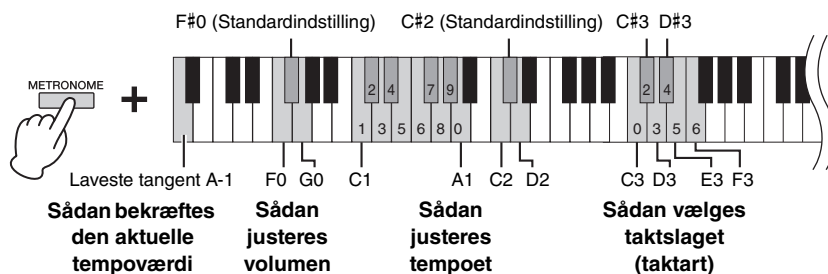 F#0 (Standardindstilling) C#2 (Standardindstilling) C#3 D#3
METRONOME
+
2 4 7 9 2 4
1 3 5 6 8 0 0 3 5 6
Laveste tangent A-1 F0 G0 C1 A1 C2 D2 C3 D3 E3 F3
Sådan bekræftes
den aktuelle
tempoværdi
Sådan
justeres
volumen
Sådan
justeres
tempoet
Sådan vælges
taktslaget
(taktart)